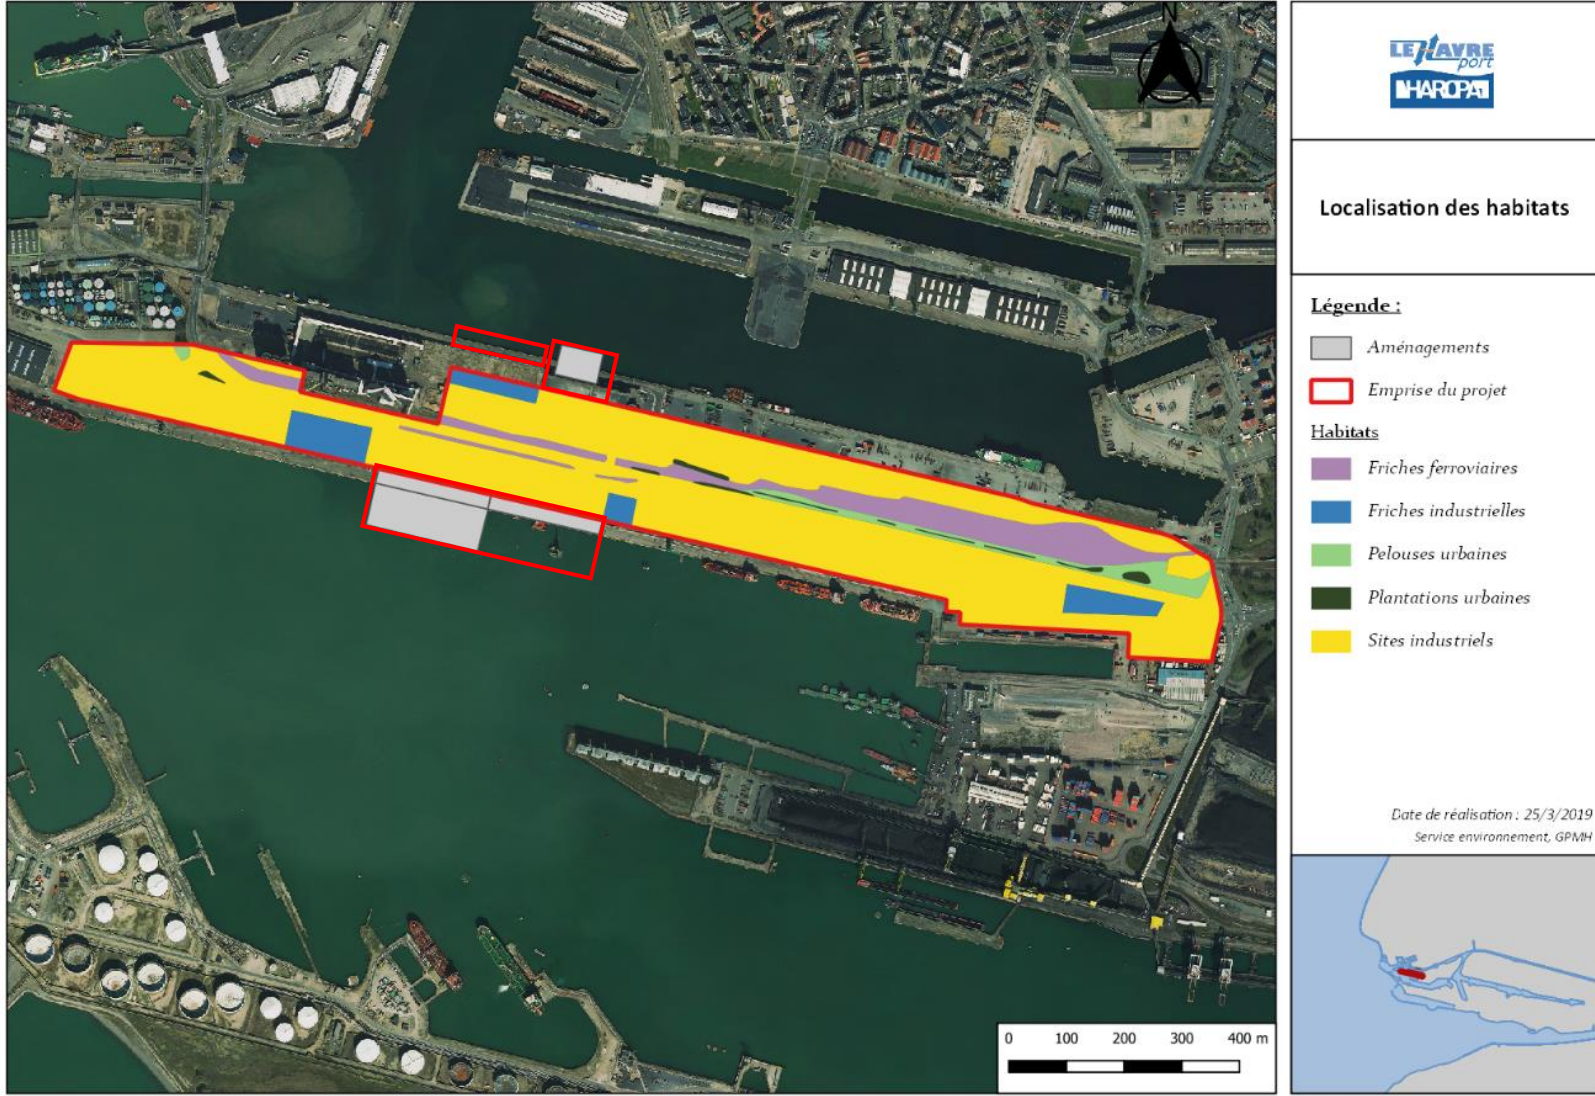 N
LE HAVRE
port
HAROPA
Localisation des habitats
Légende :
Aménagements
Emprise du projet
Habitats
Friches ferroviaires
Friches industrielles
Pelouses urbaines
Plantations urbaines
Sites industriels
Date de réalisation : 25/3/2019
Service environnement, GPMH
0 100 200 300 400 m